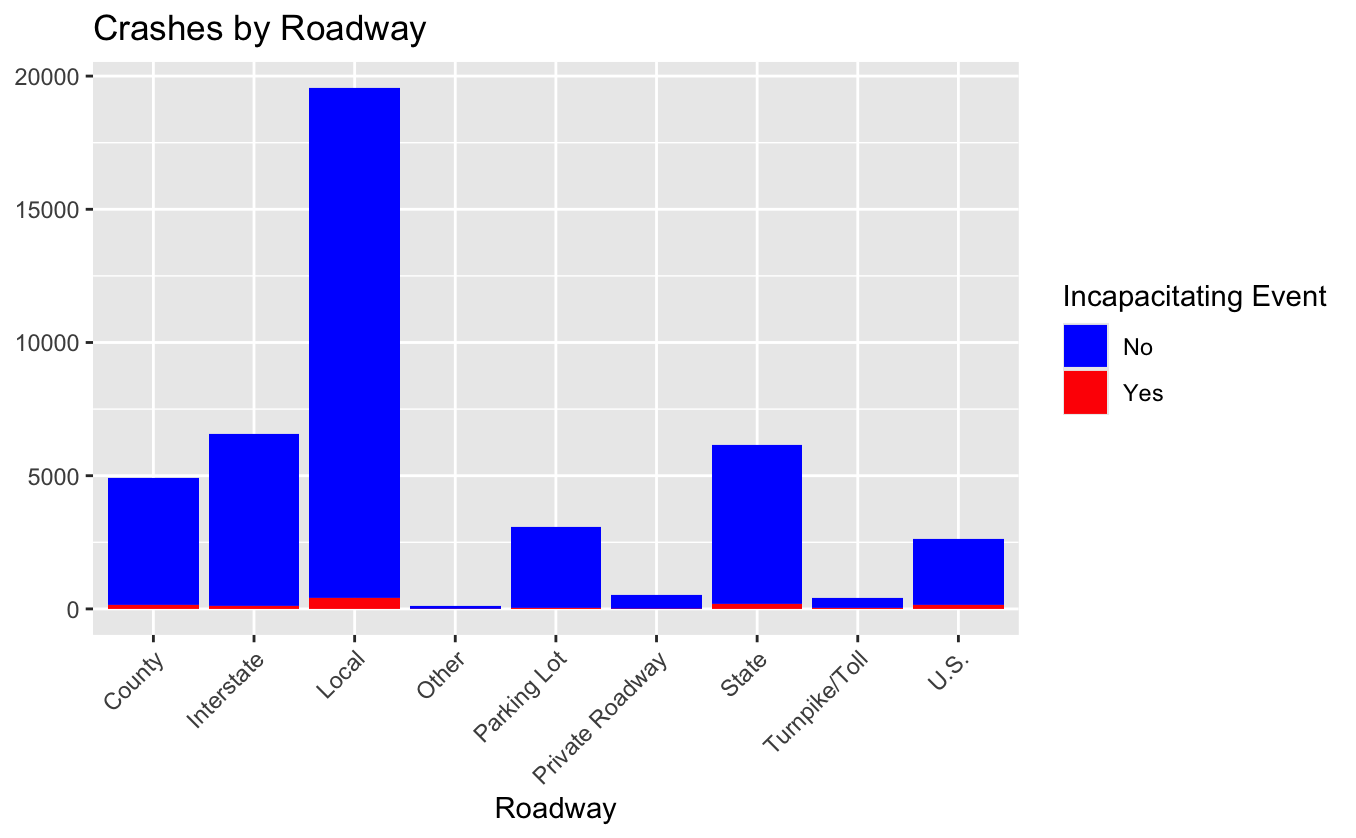 Crashes by Roadway
20000
15000
10000
5000
0
County
Interstate
Local
Other
Parking Lot
Private Roadway
State
Turnpike/Toll
U.S.
Roadway
Incapacitating Event
No
Yes